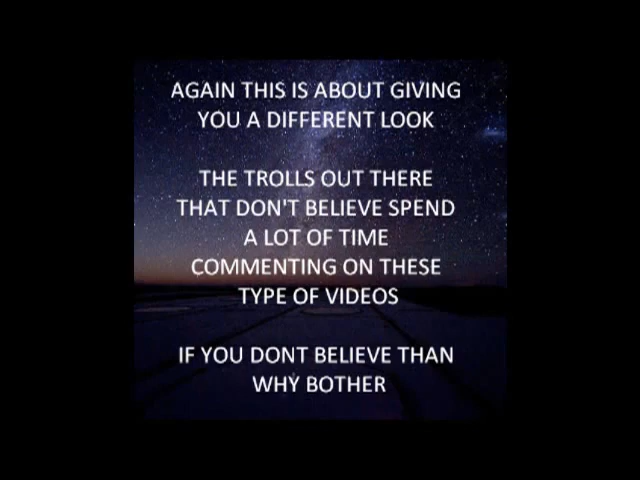 AGAIN THIS IS ABOUT GIVING
YOU A DIFFERENT LOOK
THE TROLLS OUT THERE
THAT DON'T BELIEVE SPEND
A LOT OF TIME
COMMENTING ON THESE
TYPE OF VIDEOS
IF YOU DONT BELIEVE THAN
WHY BOTHER